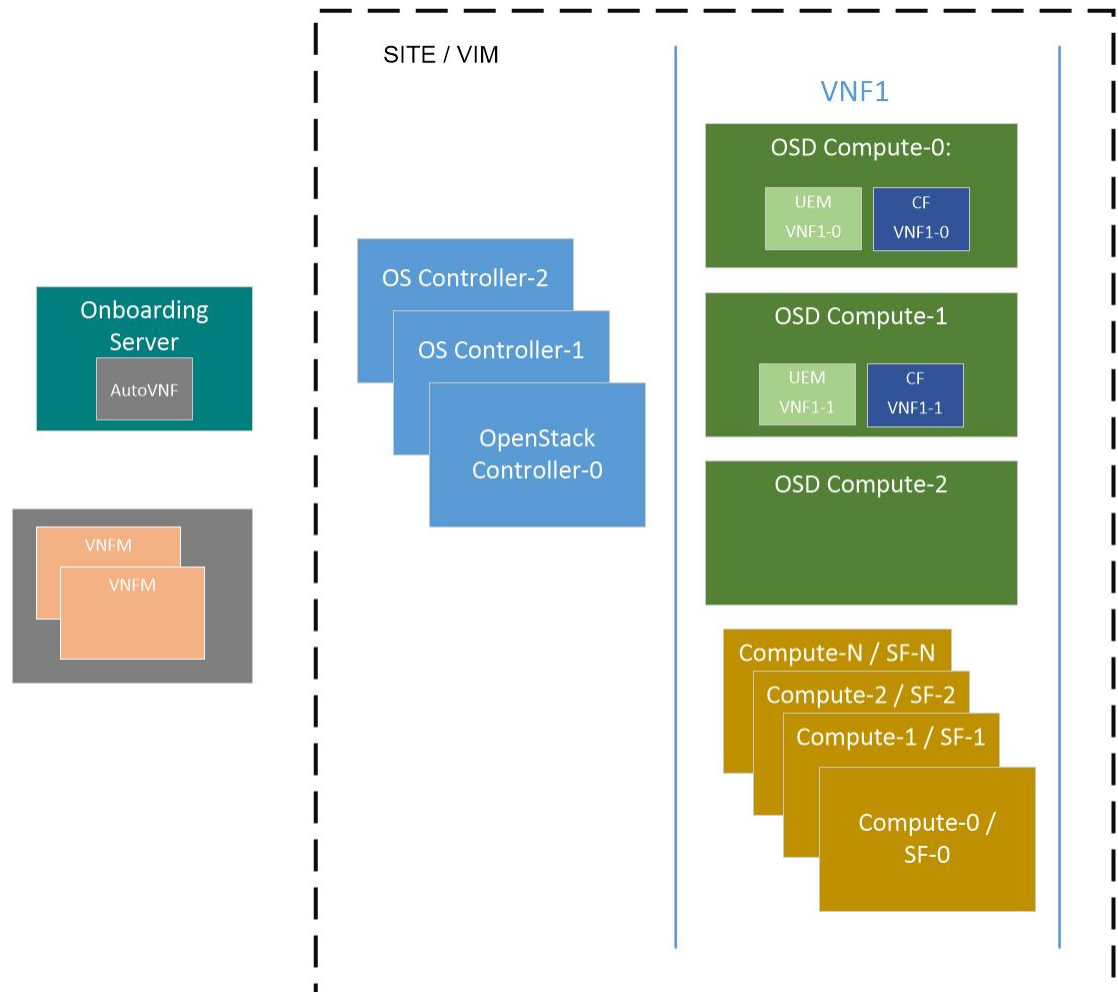 SITE / VIM
VNF1
OSD Compute-0:
UEM
VNF1-0
CF
VNF1-0
OS Controller-2
Onboarding
Server
AutoVNF
OS Controller-1
OSD Compute-1
UEM
VNF1-1
CF
VNF1-1
OpenStack
Controller-0
OSD Compute-2
VNFM
VNFM
Compute-N / SF-N
Compute-2 / SF-2
Compute-1 / SF-1
Compute-0 /
SF-0